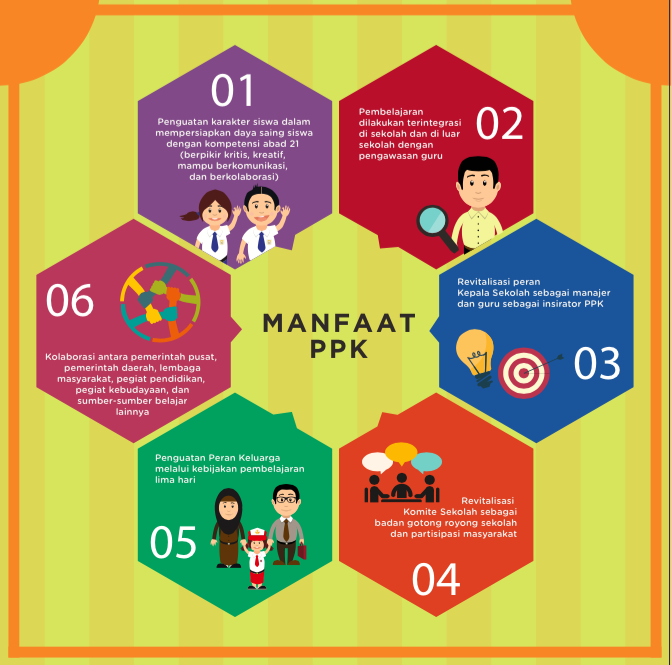 01
Penguatan karakter siswa dalam
mempersiapkan daya saing siswa
dengan kompetensi abad 21
(berpikir kritis, kreatif,
mampu berkomunikasi,
dan berkolaborasi)
02
Pembelajaran
dilakukan terintegrasi
di sekolah dan di luar
sekolah dengan
pengawasan guru
MANFAAT
PPK
Revitalisasi peran
Kepala Sekolah sebagai manajer
dan guru sebagai insirator PPK
03
Revitalisasi
Komite Sekolah sebagai
badan gotong royong sekolah
dan partisipasi masyarakat
04
Penguatan Peran Keluarga
melalui kebijakan pembelajaran
lima hari
05
06
Kolaborasi antara pemerintah pusat,
pemerintah daerah, lembaga
masyarakat, pegiat pendidikan,
pegiat kebudayaan, dan
sumber-sumber belajar
lainnya